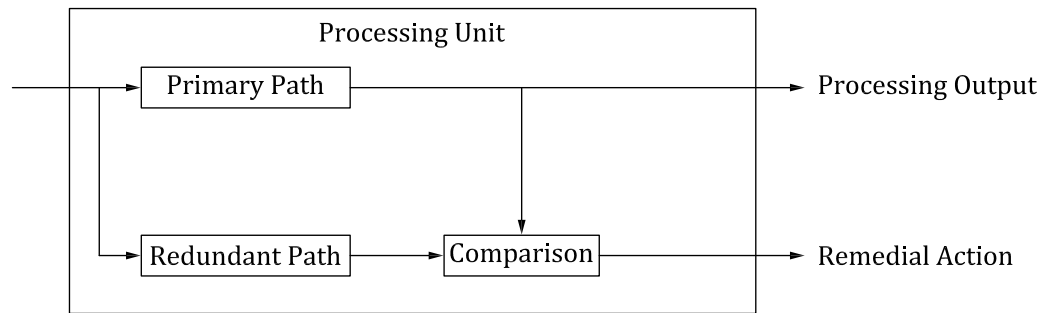 Processing Unit
Primary Path
Processing Output
Redundant Path
Comparison
Remedial Action